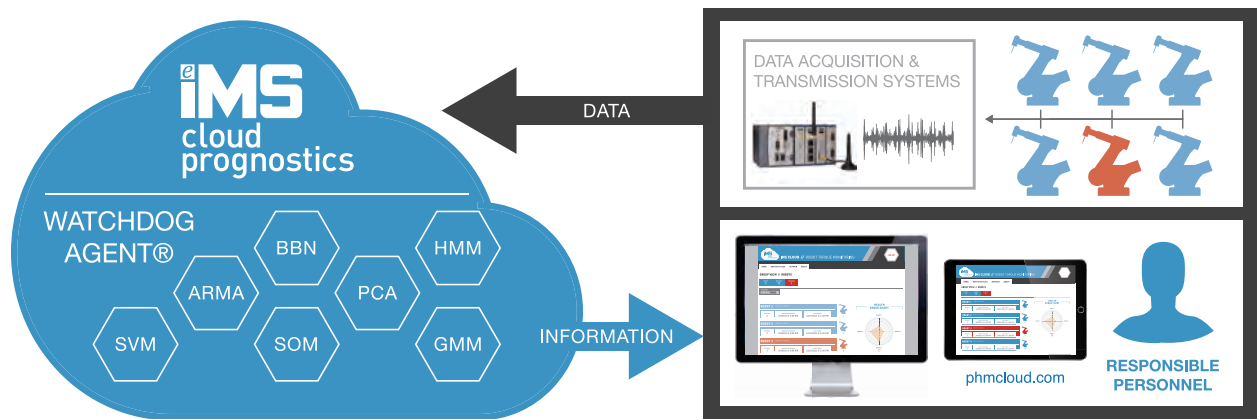 e
iMS
cloud
prognostics
WATCHDOG
AGENT®
BBN
HMM
ARMA
PCA
SVM
SOM
GMM
DATA
INFORMATION
DATA ACQUISITION &
TRANSMISSION SYSTEMS
phmcloud.com
RESPONSIBLE
PERSONNEL